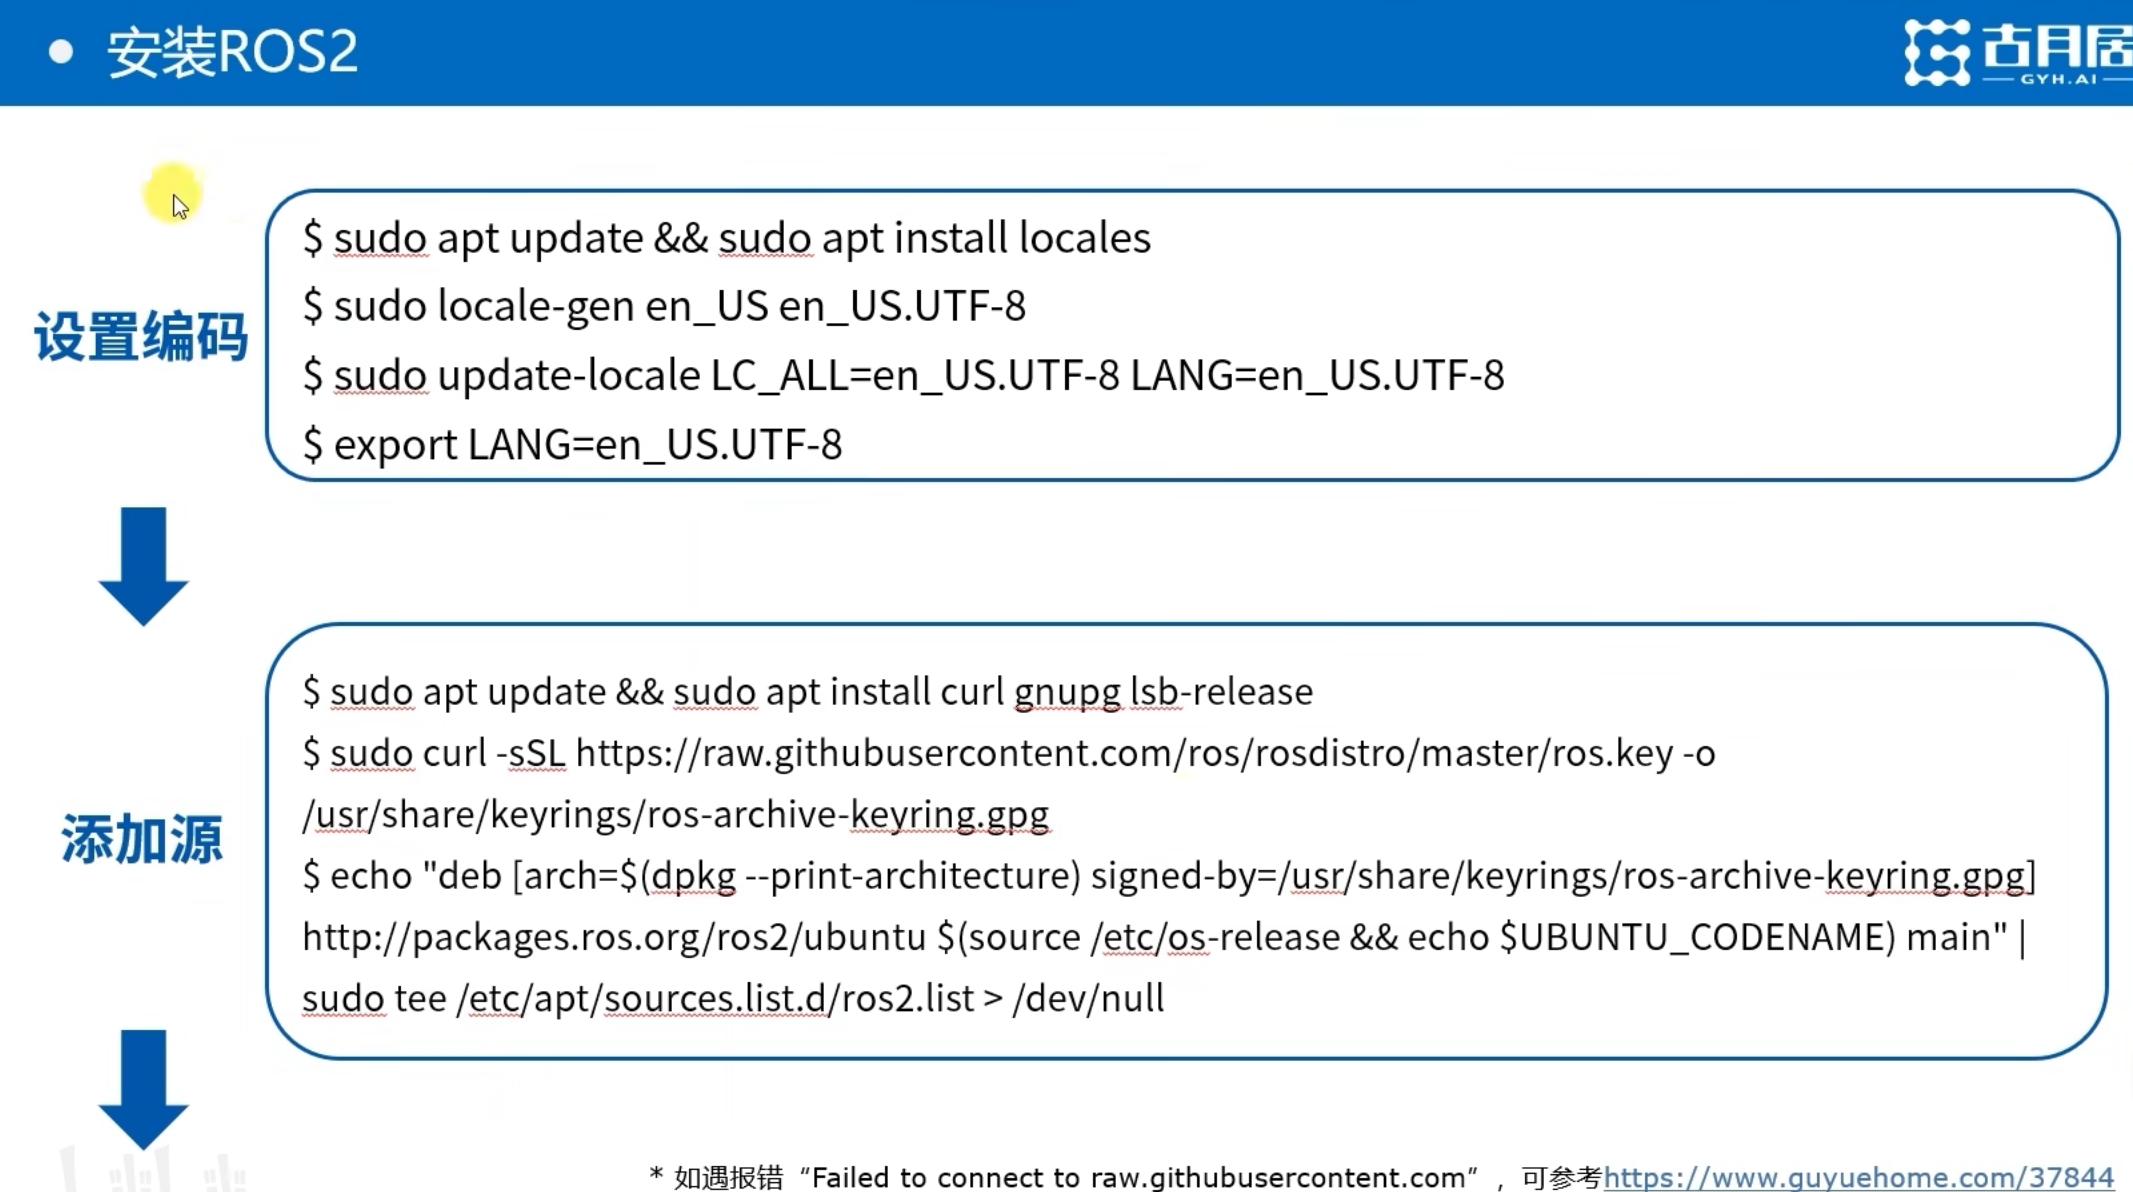 安装ROS2
古月居
GYH.AI
$ sudo apt update && sudo apt install locales
$ sudo locale-gen en_US en_US.UTF-8
设置编码
$ sudo update-locale LC_ALL=en_US.UTF-8 LANG=en_US.UTF-8
$ export LANG=en_US.UTF-8
$ sudo apt update && sudo apt install curl gnupg lsb-release
$ sudo curl -sSL https://raw.githubusercontent.com/ros/rosdistro/master/ros.key -o
/usr/share/keyrings/ros-archive-keyring.gpg
添加源
$ echo "deb [arch=$(dpkg --print-architecture) signed-by=/usr/share/keyrings/ros-archive-keyring.gpg]
http://packages.ros.org/ros2/ubuntu $(source /etc/os-release && echo $UBUNTU_CODENAME) main" |
sudo tee /etc/apt/sources.list.d/ros2.list > /dev/null
* 如遇报错“Failed to connect to raw.githubusercontent.com”，可参考https://www.guyuehome.com/37844